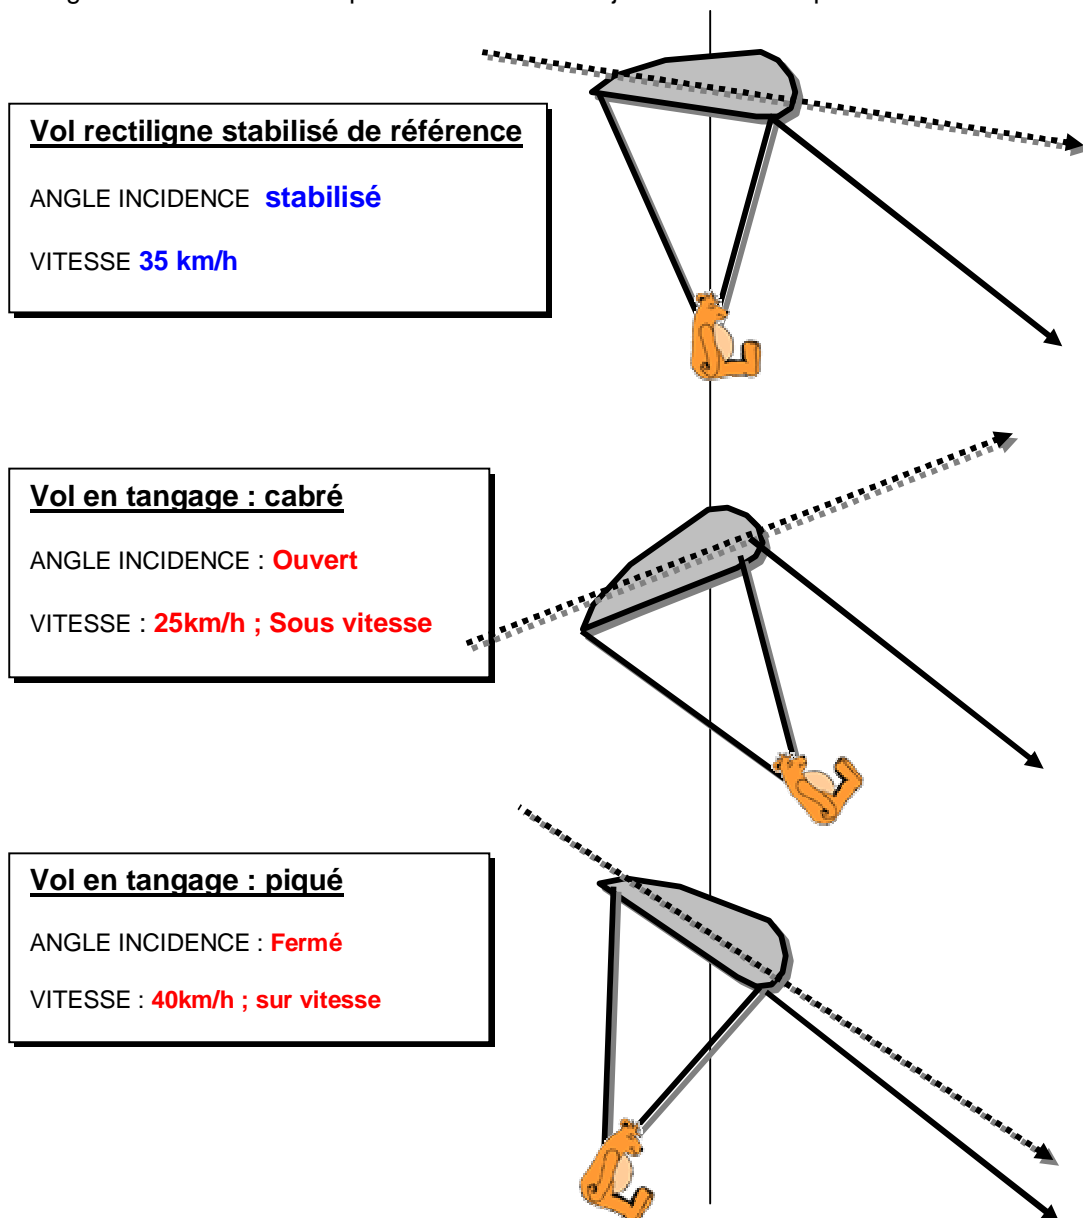 Vol rectiligne stabilisé de référence
ANGLE INCIDENCE stabilisé
VITESSE 35 km/h
Vol en tangage : cabré
ANGLE INCIDENCE : Ouvert
VITESSE : 25km/h ; Sous vitesse
Vol en tangage : piqué
ANGLE INCIDENCE : Fermé
VITESSE : 40km/h ; sur vitesse